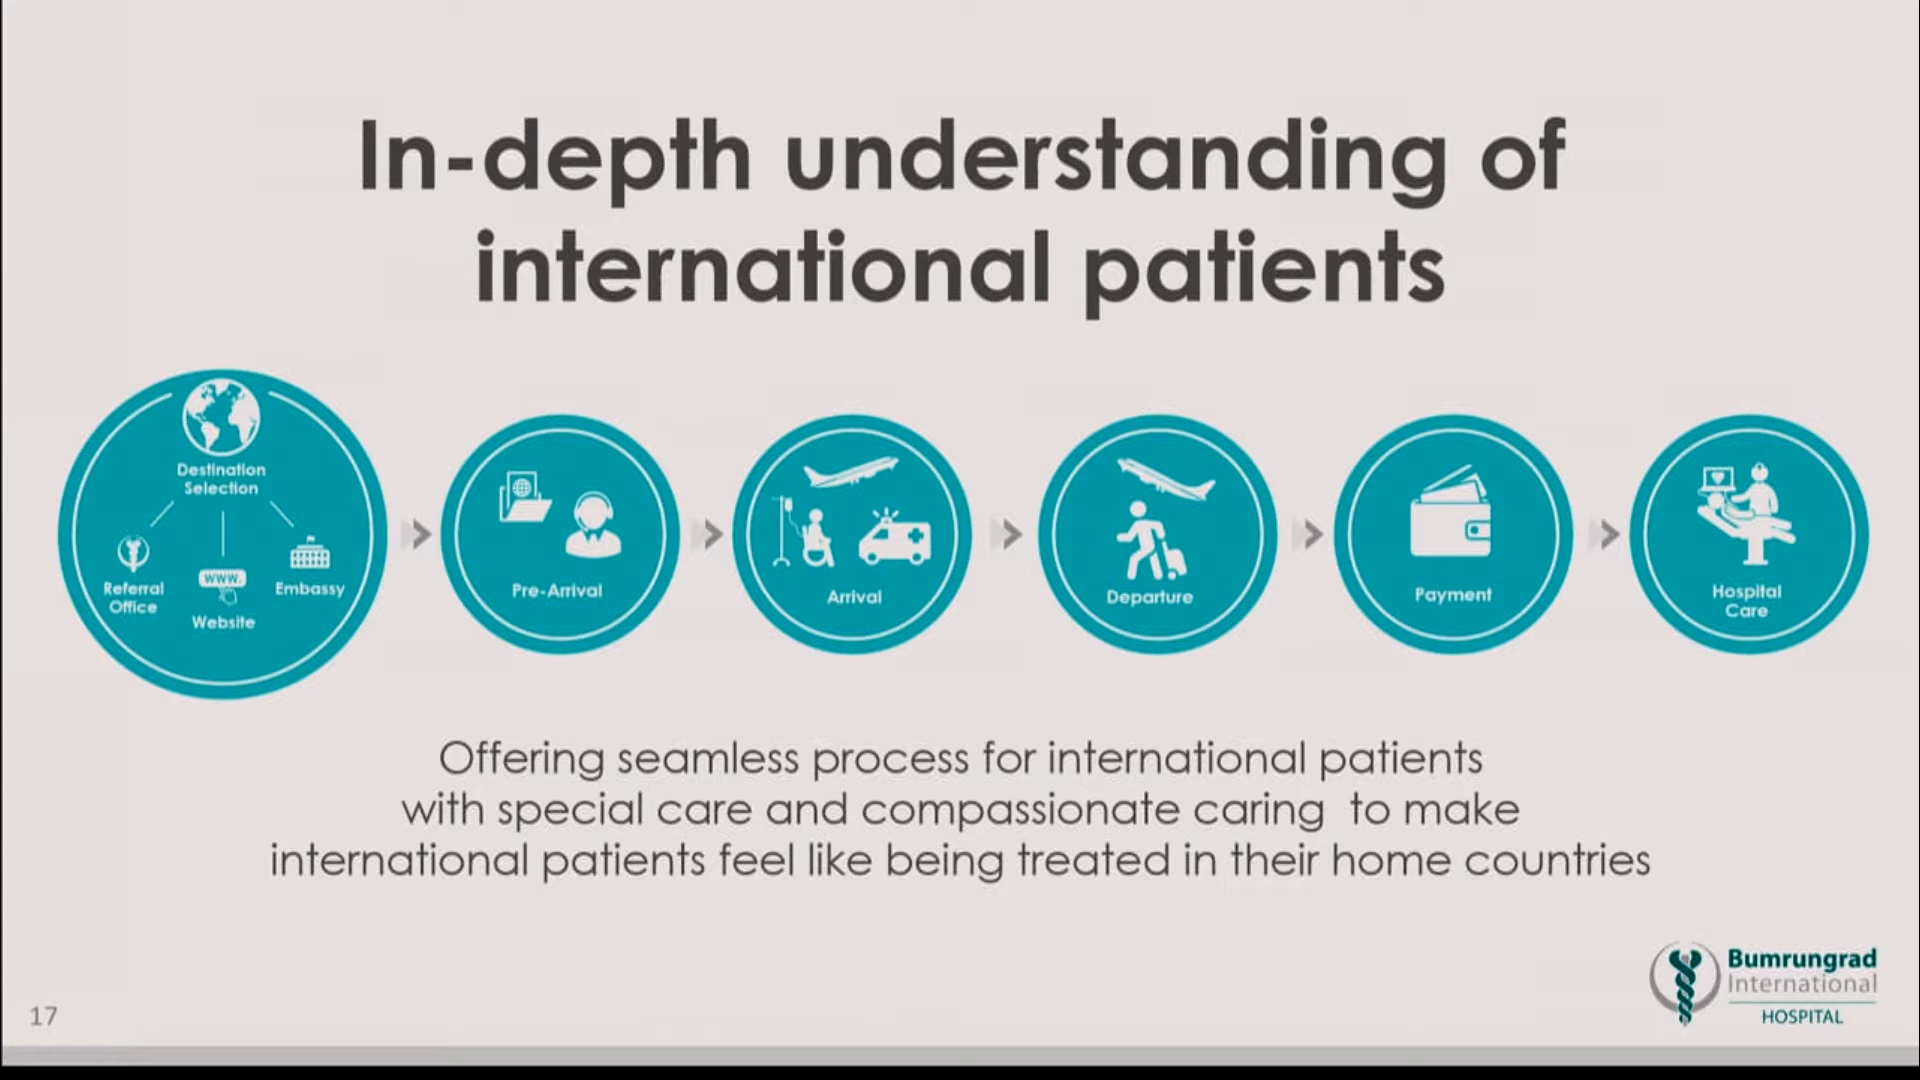 In-depth understanding of
international patients
Destination
Selection
Referral
Office
www.
Website
Embassy
Pre-Arrival
Arrival
Departure
Payment
Hospital
Care
Offering seamless process for international patients
with special care and compassionate caring to make
international patients feel like being treated in their home countries
Bumrungrad
International
HOSPITAL
17